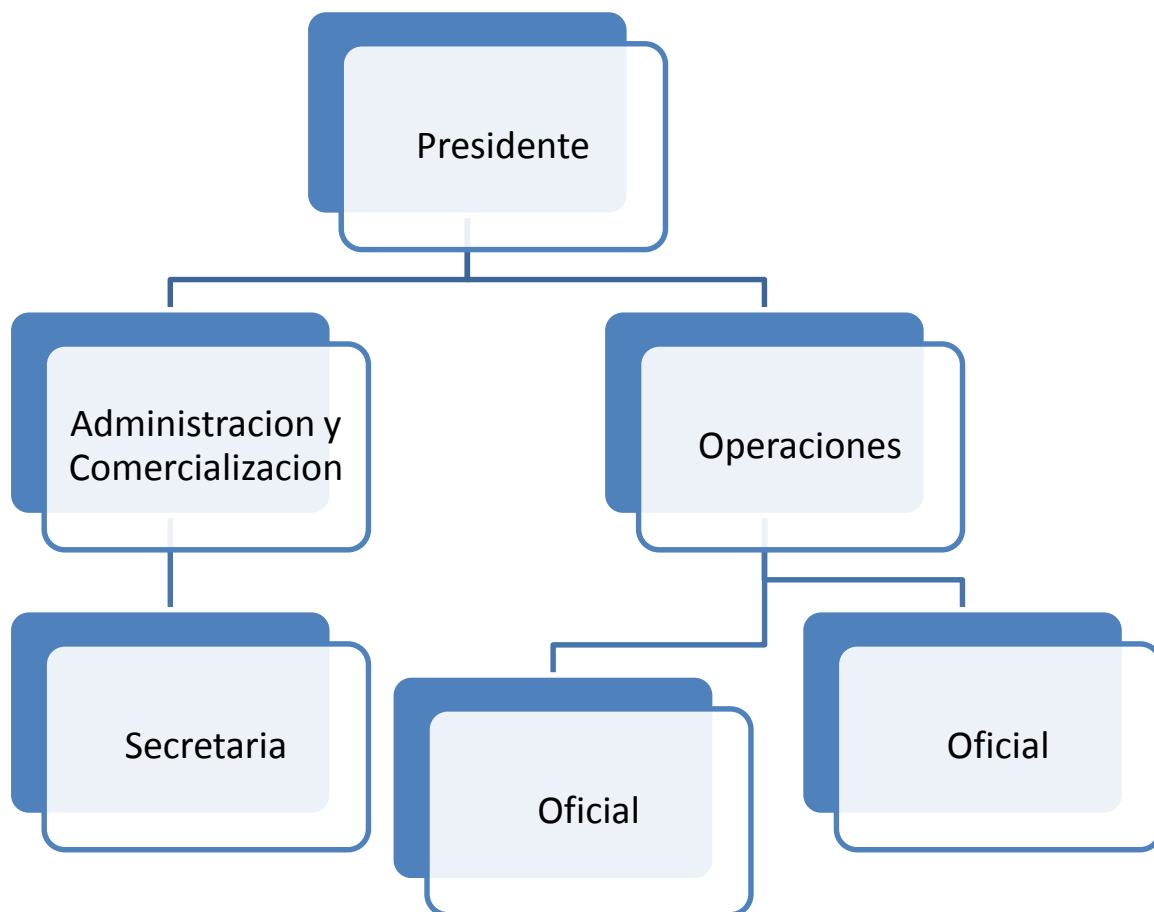 Presidente
Administracion y
Comercializacion
Operaciones
Secretaria
Oficial
Oficial